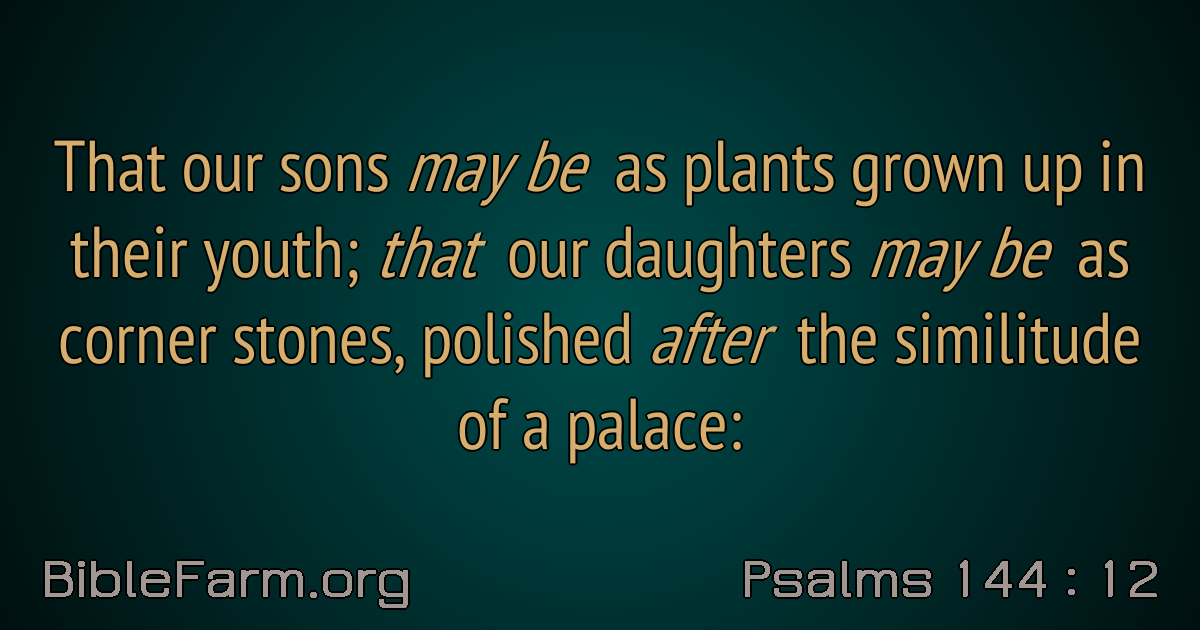 That our sons may be as plants grown up in
their youth; that our daughters may be as
corner stones, polished after the similitude
of a palace:
BibleFarm.org
Psalms 144 : 12